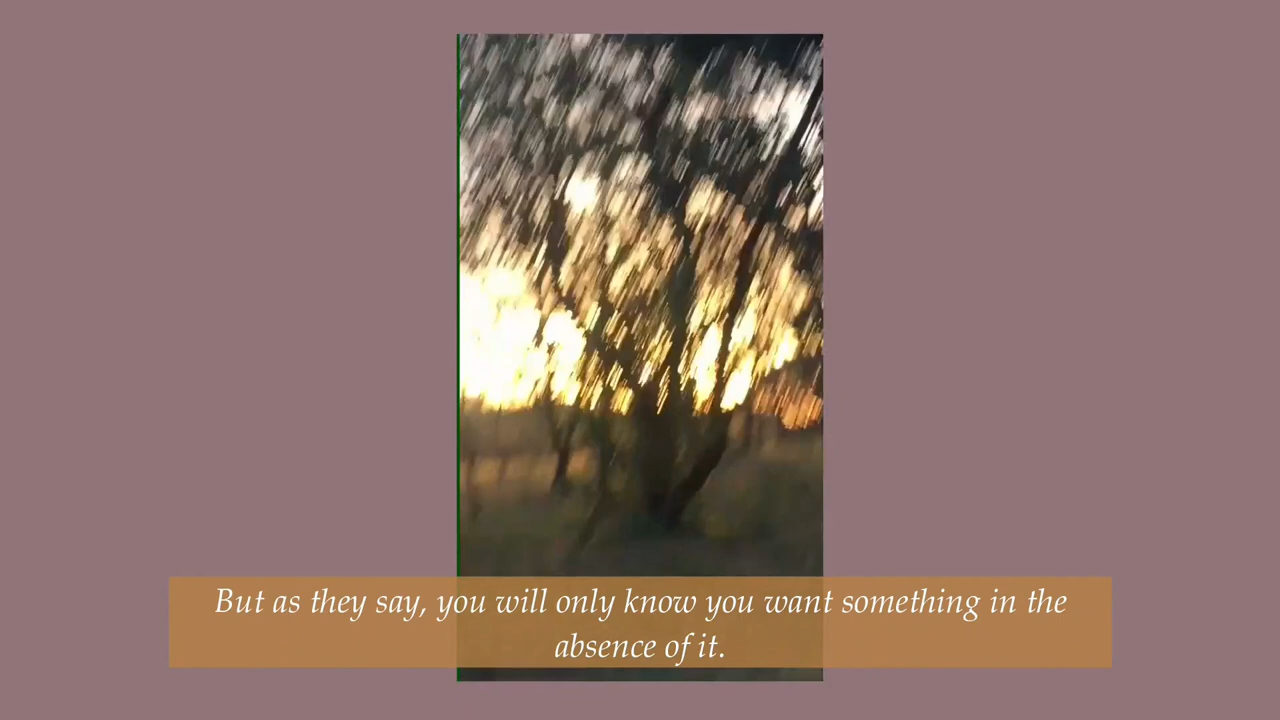 But as they say, you will only know you want something in the
absence of it.